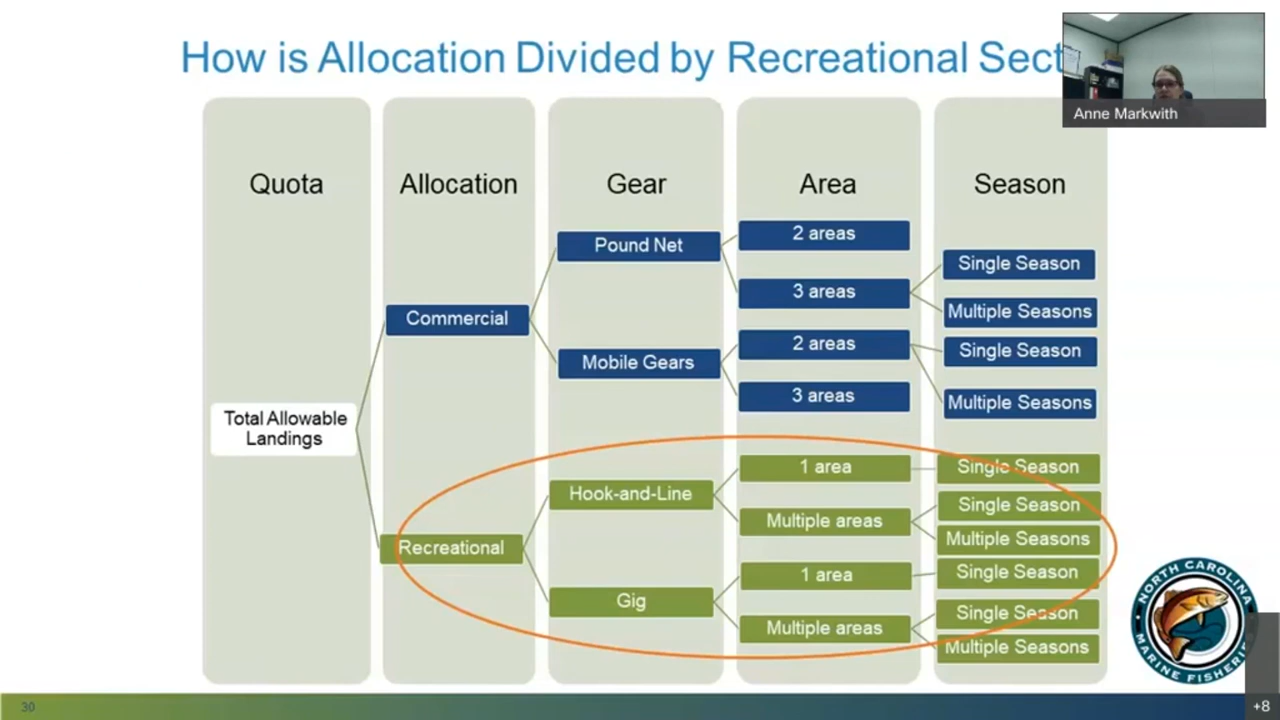 How is Allocation Divided by Recreational Sect
Anne Markwith
Quota
Allocation
Gear
Area
Season
Total Allowable
Landings
Commercial
Pound Net
2 areas
3 areas
Single Season
Multiple Seasons
Mobile Gears
2 areas
3 areas
Single Season
Multiple Seasons
Recreational
Hook-and-Line
1 area
Single Season
Multiple areas
Single Season
Multiple Seasons
Gig
1 area
Single Season
Multiple areas
Single Season
Multiple Seasons
NORTH CAROLINA
MARINE FISHERIE
30
+8